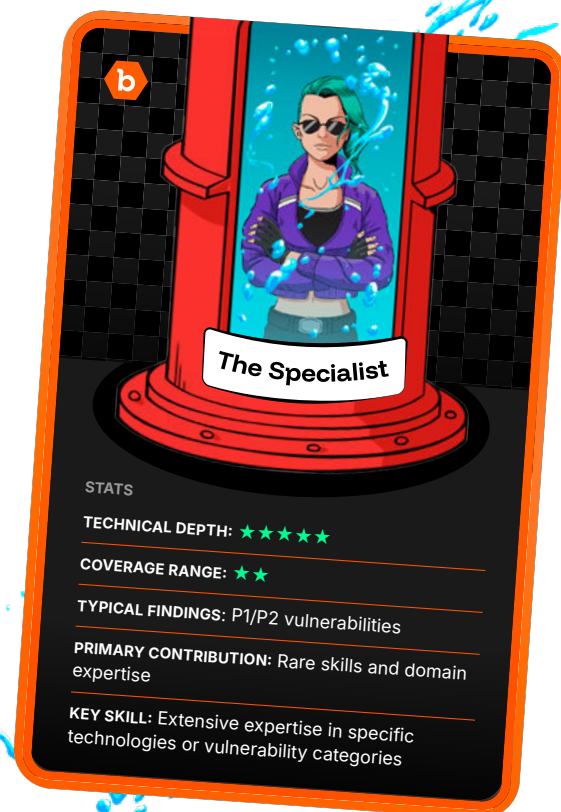 b
The Specialist
STATS
TECHNICAL DEPTH: ★★★★★
COVERAGE RANGE: ★★
TYPICAL FINDINGS: P1/P2 vulnerabilities
PRIMARY CONTRIBUTION: Rare skills and domain
expertise
KEY SKILL: Extensive expertise in specific
technologies or vulnerability categories